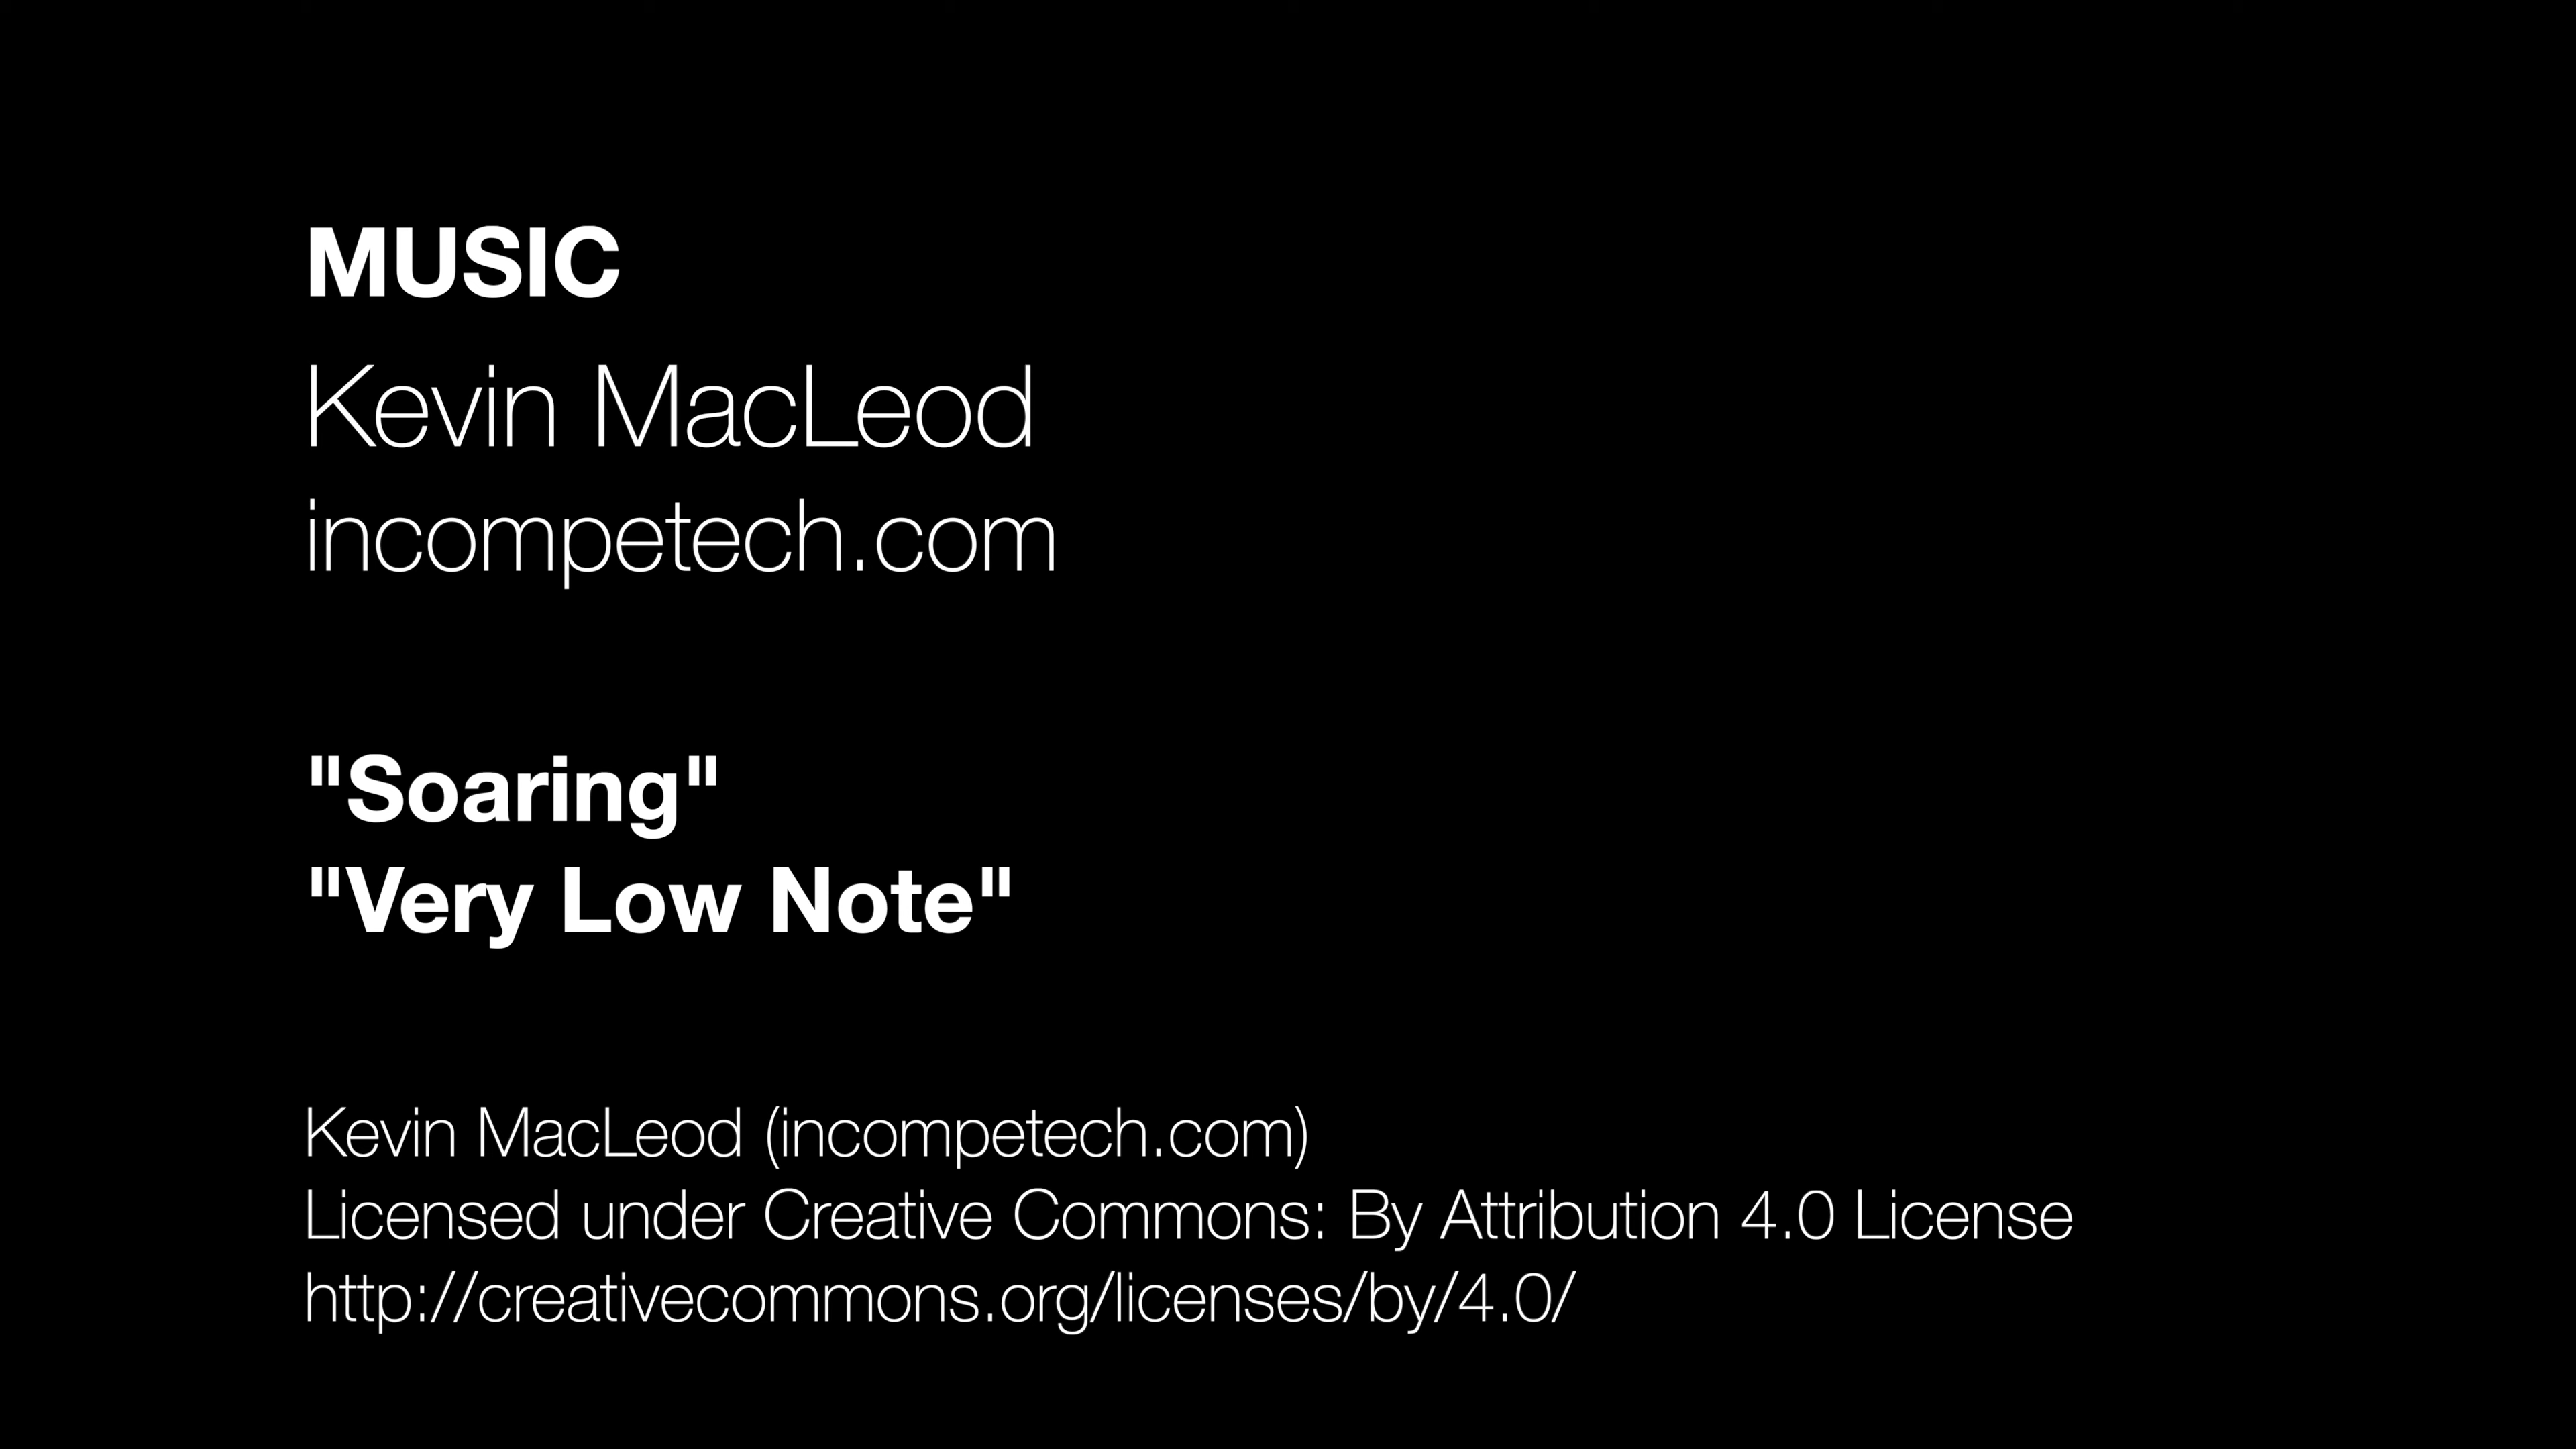 MUSIC
Kevin MacLeod
incompetech.com
"Soaring"
"Very Low Note"
Kevin MacLeod (incompetech.com)
Licensed under Creative Commons: By Attribution 4.0 License
http://creativecommons.org/licenses/by/4.0/